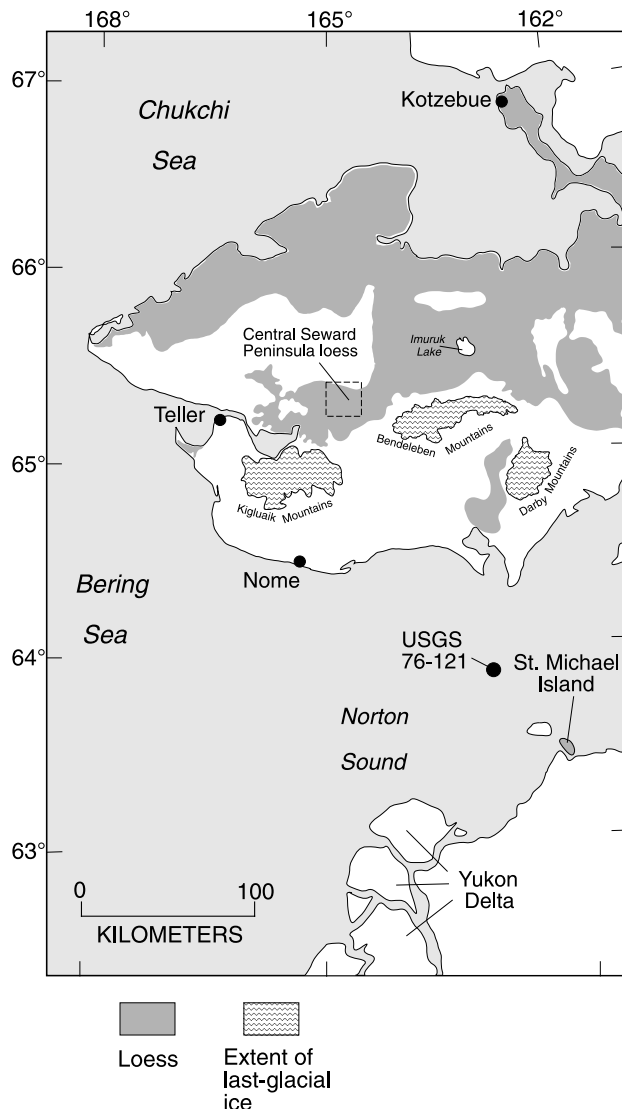 168°
165°
162°
67°
Kotzebue
Chukchi
Sea
66°
Central Seward
Peninsula loess
Imuruk
Lake
Teller
Bendeleben Mountains
65°
Darby Mountains
Kigluaik Mountains
Nome
Bering
Sea
USGS
76-121
64°
St. Michael
Island
Norton
Sound
63°
Yukon
Delta
0 100
KILOMETERS
Loess
Extent of
last-glacial
ice